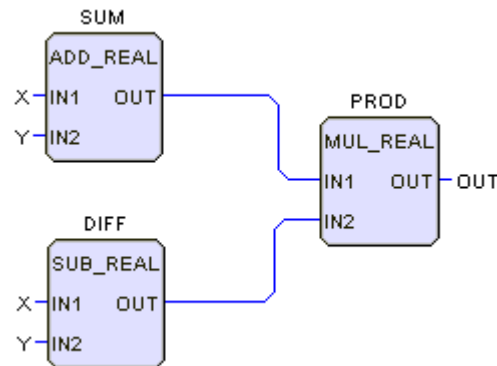 SUM
ADD_REAL
X IN1 OUT
Y IN2
PROD
MUL_REAL
IN1 OUT OUT
IN2
DIFF
SUB_REAL
X IN1 OUT
Y IN2